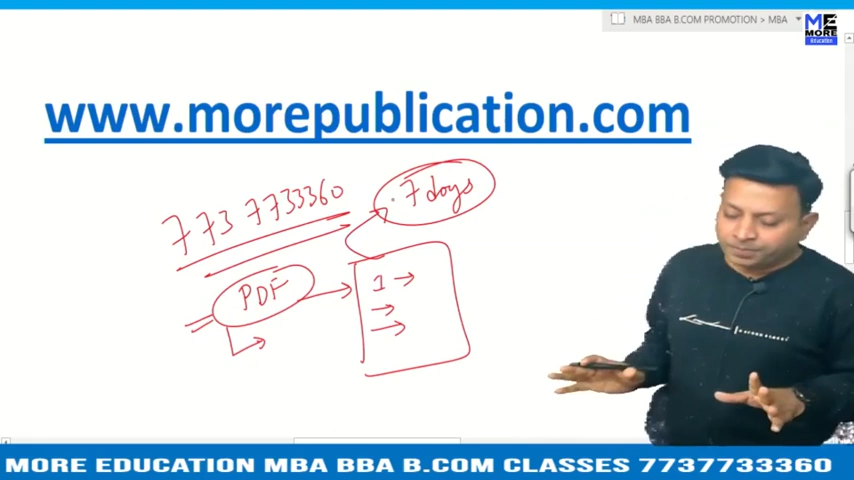 MBA BBA B.COM PROMOTION > MBA
ME
MORE
Education
www.morepublication.com
773 7733360
7 days
PDF
1 →
MORE EDUCATION MBA BBA B.COM CLASSES 7737733360